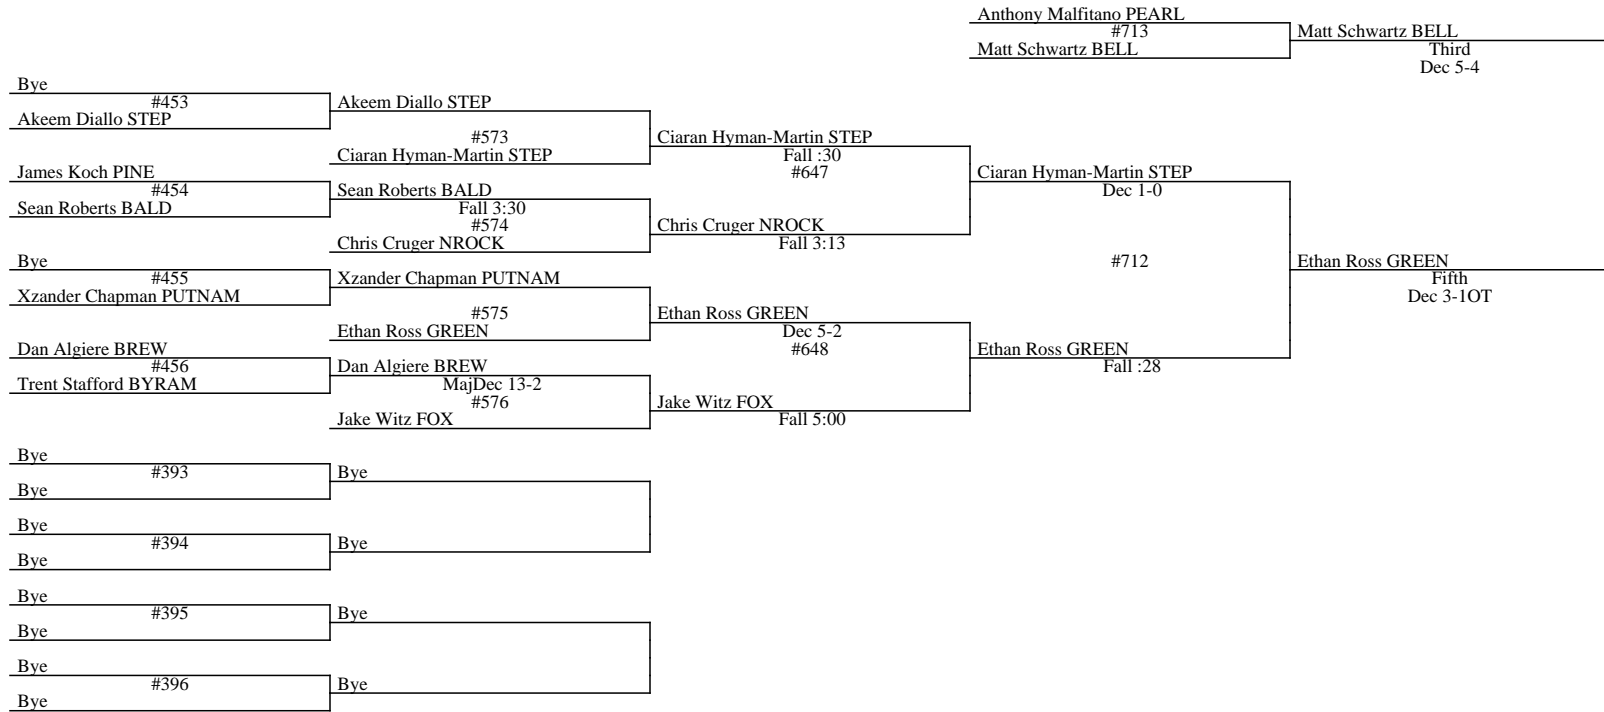 Anthony Malfitano PEARL
#713
Matt Schwartz BELL
Matt Schwartz BELL
Third
Dec 5-4
Bye
#453
Akeem Diallo STEP
James Koch PINE
#454
Sean Roberts BALD
Bye
#455
Xzander Chapman PUTNAM
Dan Algiere BREW
#456
Trent Stafford BYRAM
Akeem Diallo STEP
#573
Ciaran Hyman-Martin STEP
Sean Roberts BALD
Fall 3:30
#574
Chris Cruger NROCK
Xzander Chapman PUTNAM
#575
Ethan Ross GREEN
Dan Algiere BREW
MajDec 13-2
#576
Jake Witz FOX
Ciaran Hyman-Martin STEP
Fall :30
#647
Chris Cruger NROCK
Fall 3:13
Ethan Ross GREEN
Dec 5-2
#648
Jake Witz FOX
Fall 5:00
Ciaran Hyman-Martin STEP
Dec 1-0
#712
Ethan Ross GREEN
Fall :28
Ethan Ross GREEN
Fifth
Dec 3-1OT
Bye
#393
Bye
Bye
#394
Bye
Bye
#395
Bye
Bye
#396
Bye
Bye
Bye
Bye
Bye